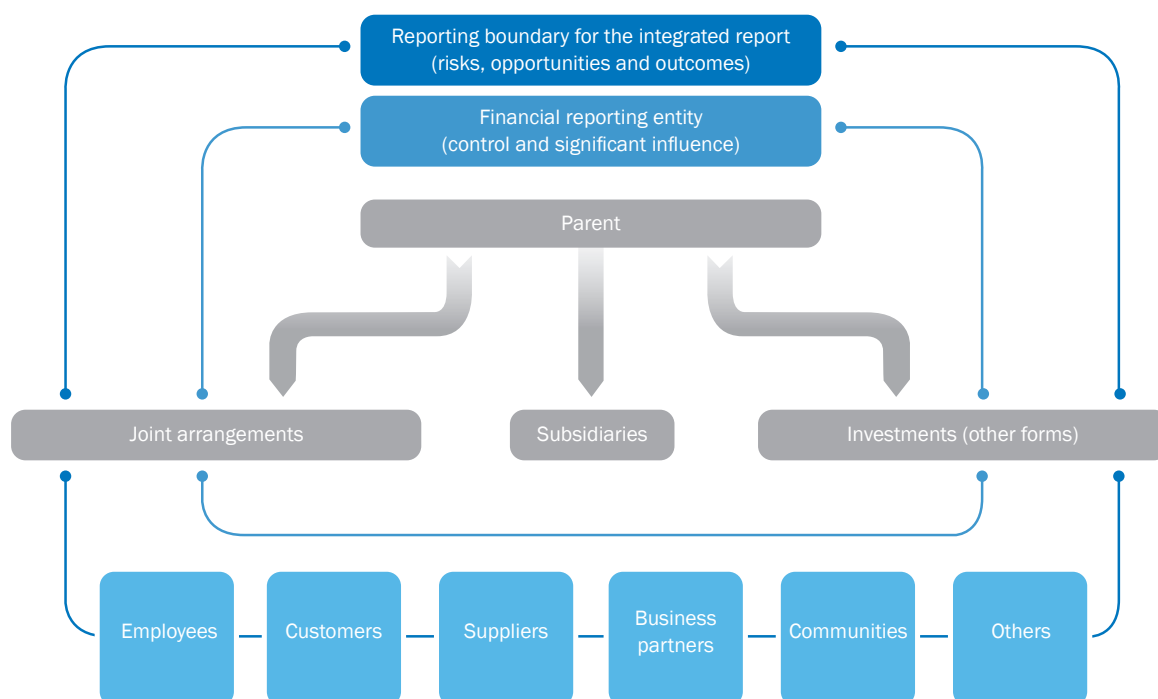 Reporting boundary for the integrated report
(risks, opportunities and outcomes)
Financial reporting entity
(control and significant influence)
Parent
Joint arrangements
Subsidiaries
Investments (other forms)
Employees
Customers
Suppliers
Business
partners
Communities
Others